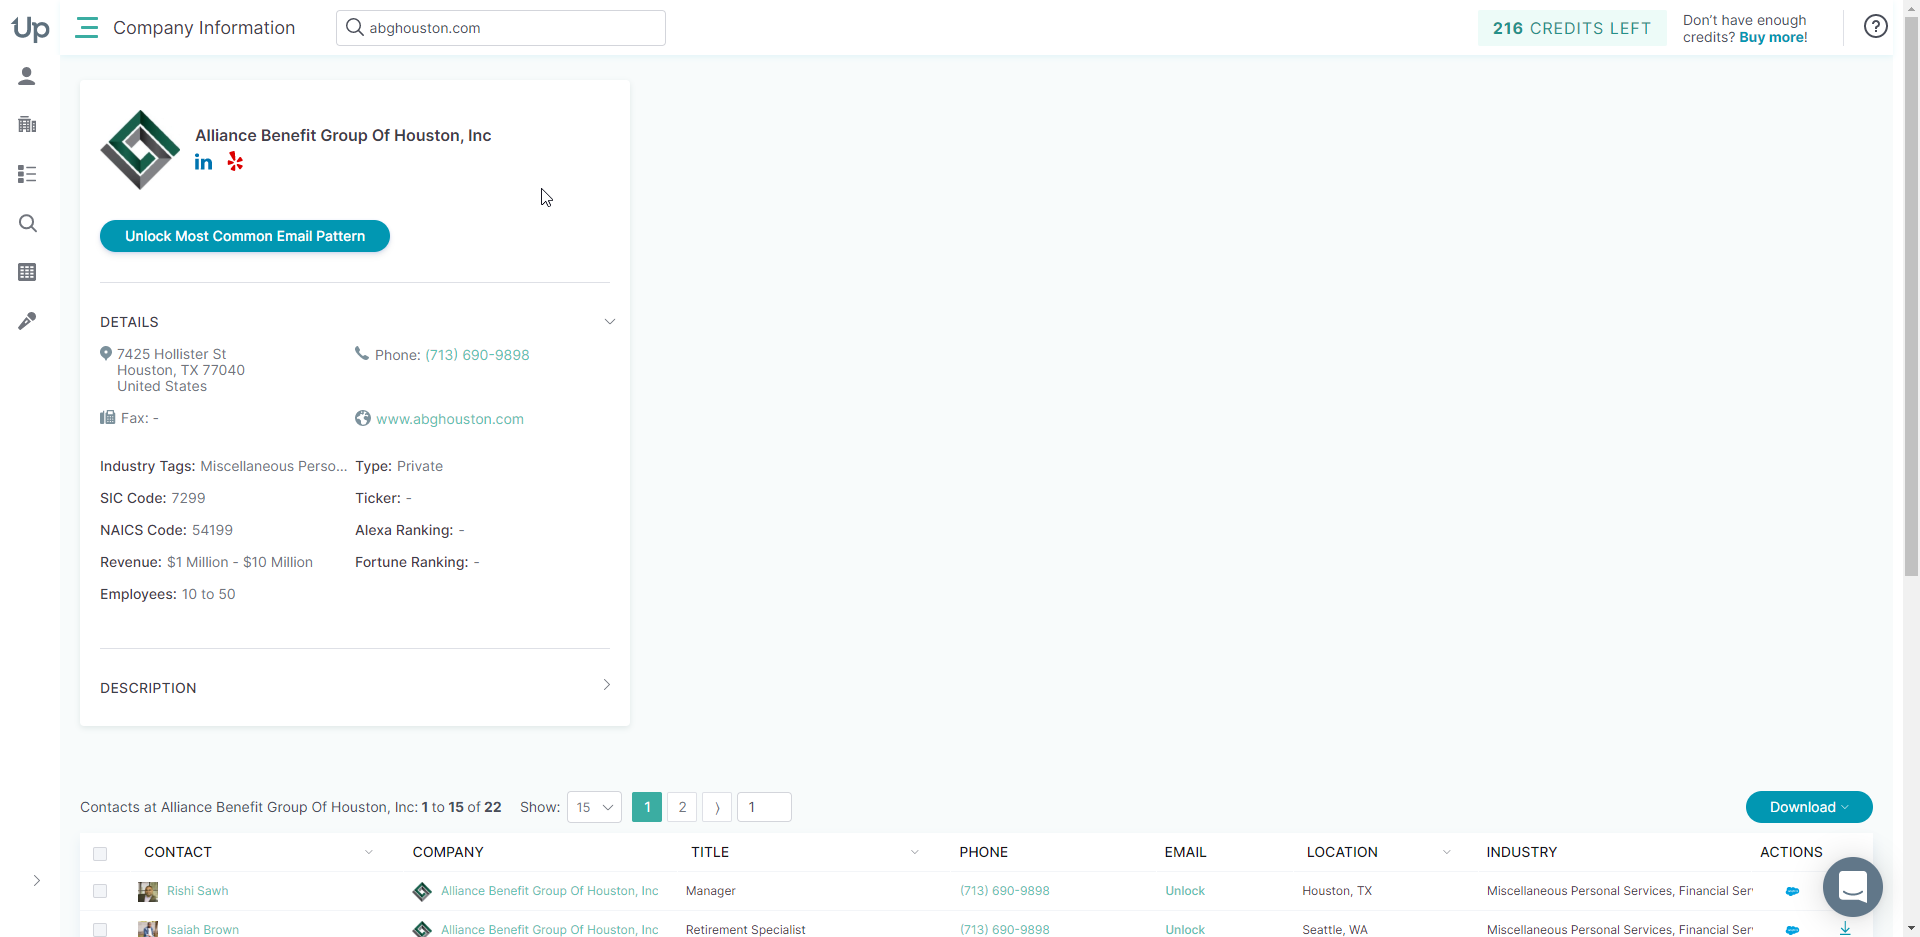 Up
Company Information
abghouston.com
216 CREDITS LEFT
Don't have enough
credits? Buy more!
Alliance Benefit Group Of Houston, Inc
Unlock Most Common Email Pattern
DETAILS
7425 Hollister St
Houston, TX 77040
United States
Phone: (713) 690-9898
Fax: -
www.abghouston.com
Industry Tags: Miscellaneous Perso... Type: Private
SIC Code: 7299 Ticker: -
NAICS Code: 54199 Alexa Ranking: -
Revenue: $1 Million - $10 Million Fortune Ranking: -
Employees: 10 to 50
DESCRIPTION
Contacts at Alliance Benefit Group Of Houston, Inc: 1 to 15 of 22 Show: 15 1 2 ⟩ 1 Download
CONTACT COMPANY TITLE PHONE EMAIL LOCATION INDUSTRY ACTIONS
Rishi Sawh Alliance Benefit Group Of Houston, Inc Manager (713) 690-9898 Unlock Houston, TX Miscellaneous Personal Services, Financial Ser
Isaiah Brown Alliance Benefit Group Of Houston, Inc Retirement Specialist (713) 690-9898 Unlock Seattle, WA Miscellaneous Personal Services, Financial Ser